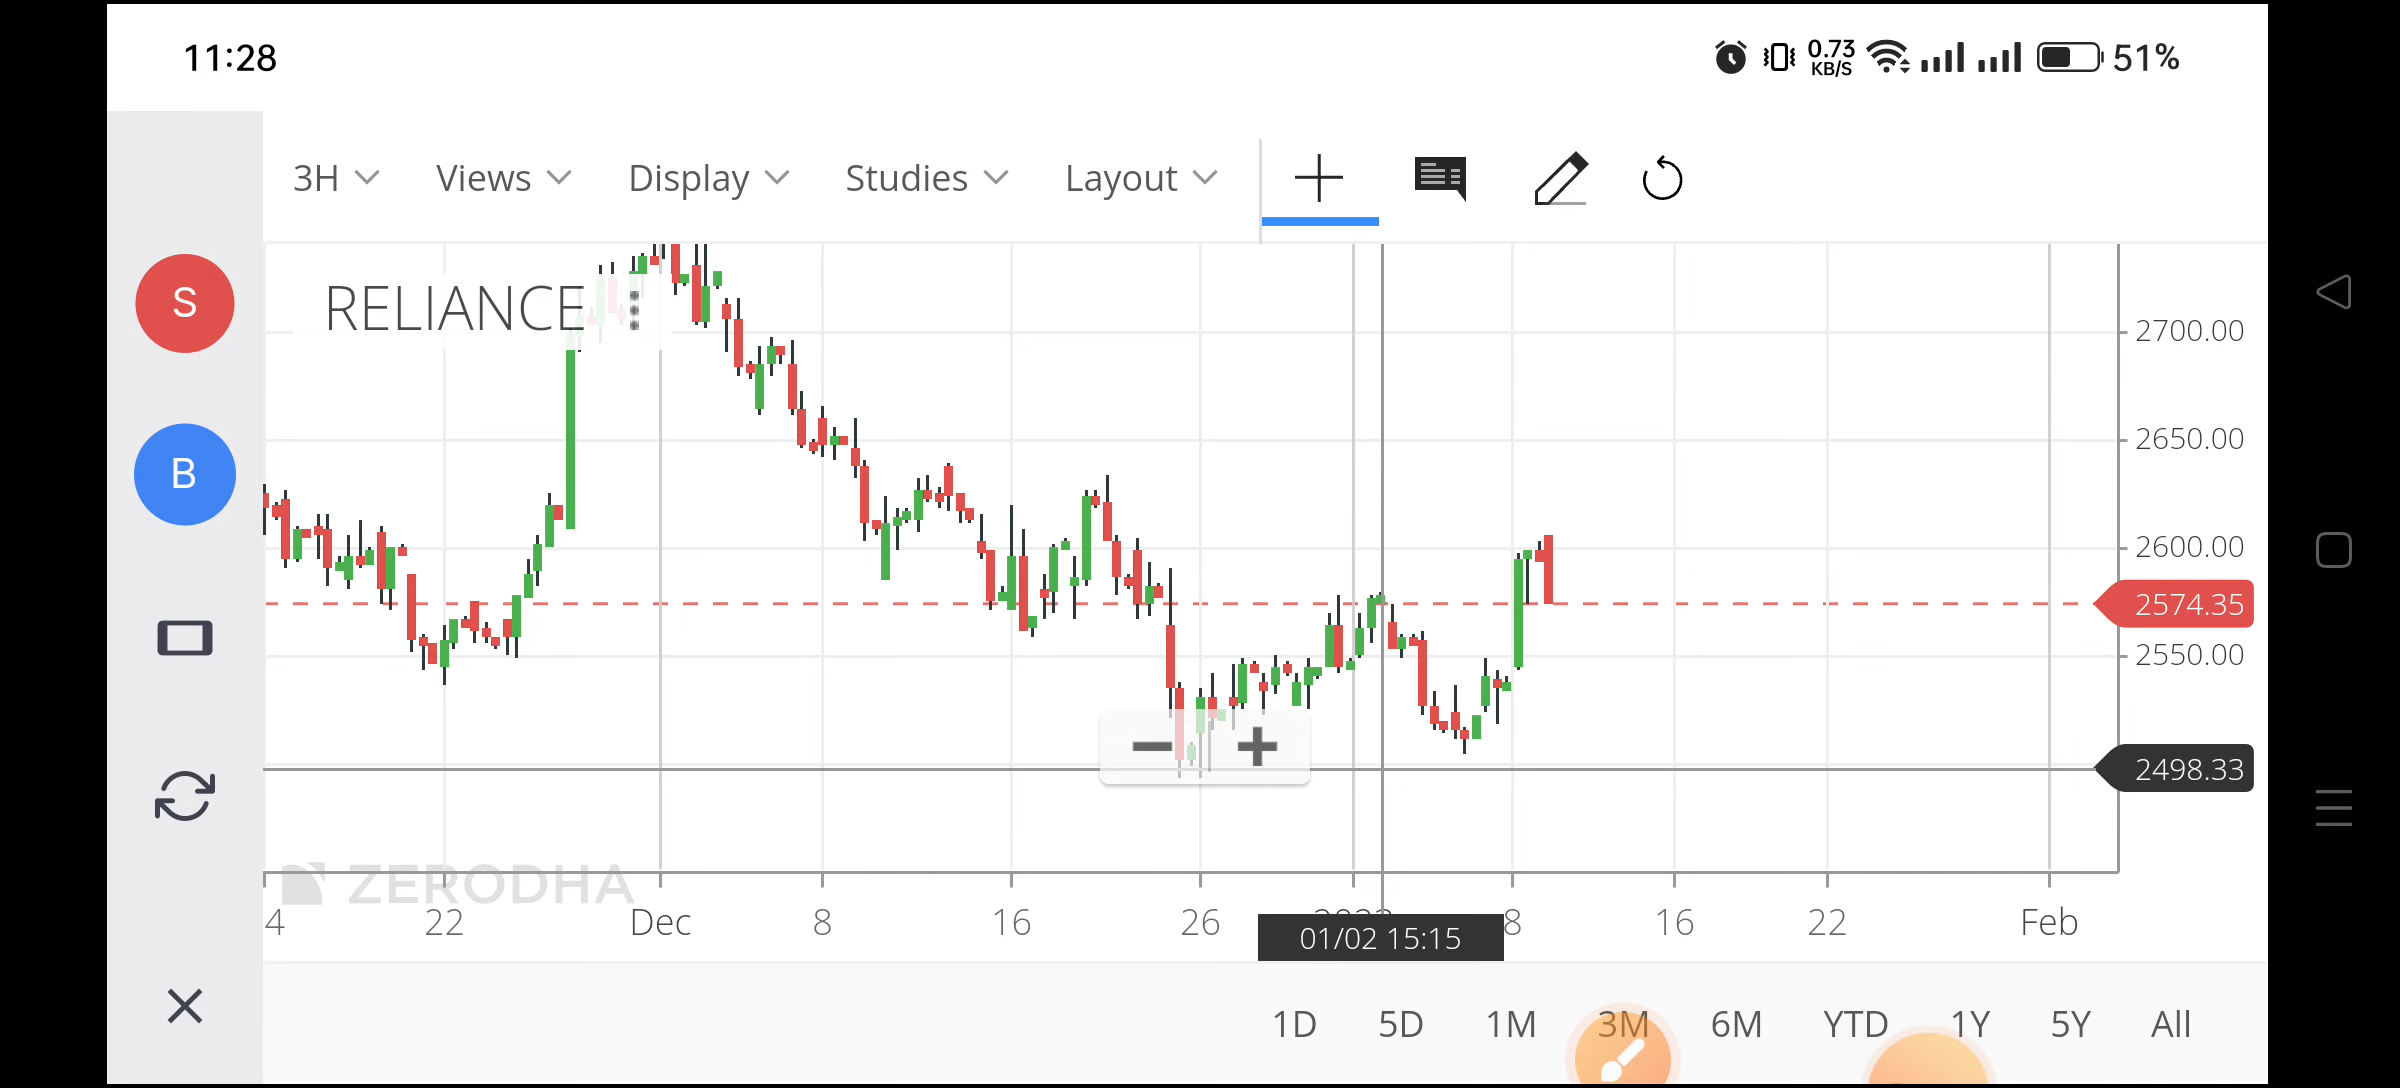 11:28
0.73
KB/S
51%
3H Views Display Studies Layout
S
B
RELIANCE
2700.00
2650.00
2600.00
2574.35
2550.00
2498.33
ZERODHA
4 22 Dec 8 16 26 8 16 22 Feb
01/02 15:15
1D 5D 1M 3M 6M YTD 1Y 5Y All